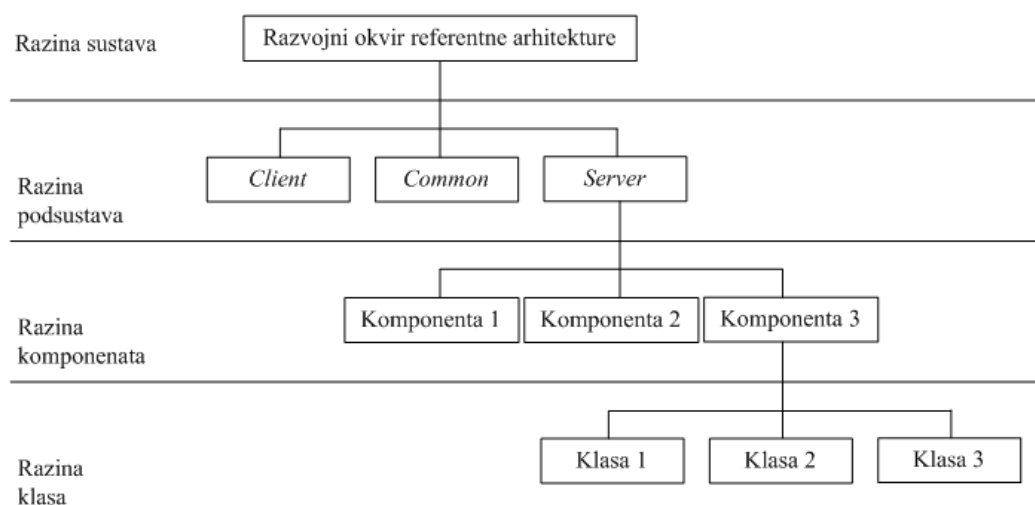 Razina sustava
Razvojni okvir referentne arhitekture
Razina
podsustava
Client
Common
Server
Razina
komponenata
Komponenta 1
Komponenta 2
Komponenta 3
Razina
klasa
Klasa 1
Klasa 2
Klasa 3